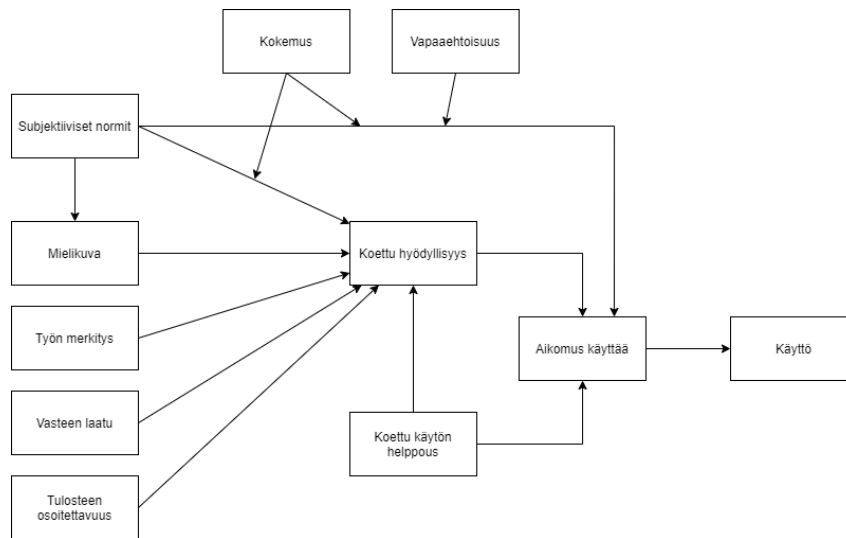 Kokemus
Vapaaehtoisuus
Subjektiiviset normit
Mielikuva
Koettu hyödyllisyys
Työn merkitys
Aikomus käyttää
Käyttö
Vasteen laatu
Koettu käytön
helppous
Tulosteen
osoitettavuus